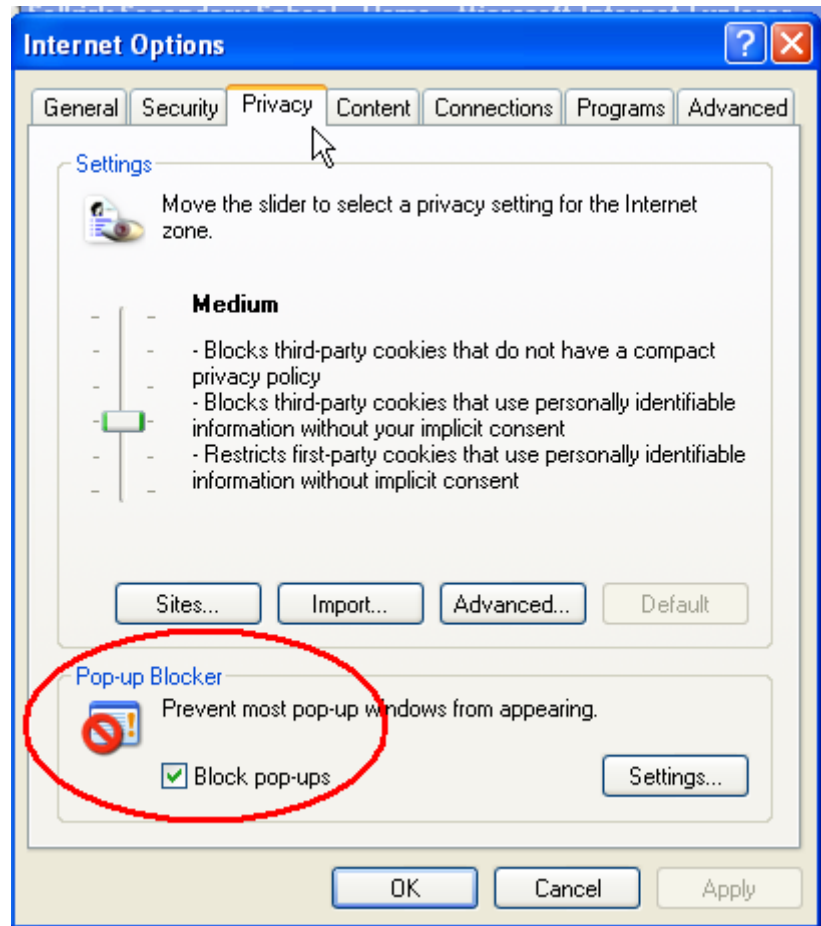 Internet Options
General Security Privacy Content Connections Programs Advanced
Settings
Move the slider to select a privacy setting for the Internet
zone.
Medium
- Blocks third-party cookies that do not have a compact
privacy policy
- Blocks third-party cookies that use personally identifiable
information without your implicit consent
- Restricts first-party cookies that use personally identifiable
information without implicit consent
Sites... Import... Advanced... Default
Pop-up Blocker
Prevent most pop-up windows from appearing.
Block pop-ups
Settings...
OK Cancel Apply